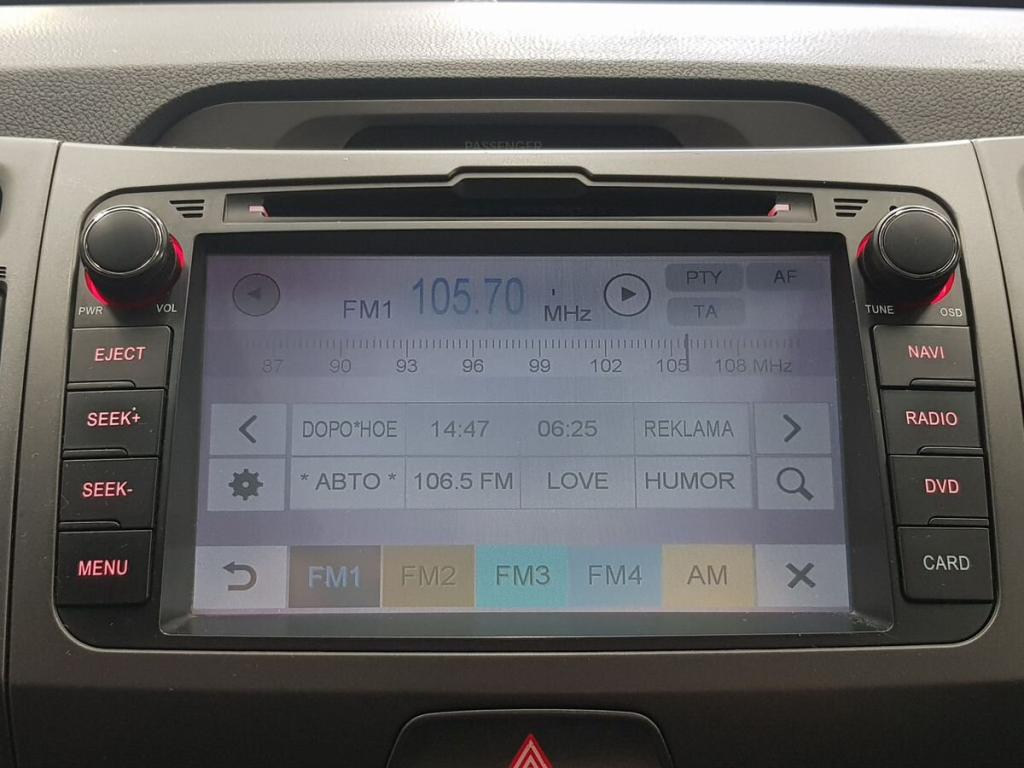 PASSENGER
PWR VOL
TUNE OSD
EJECT
SEEK+
SEEK-
MENU
FM1 105.70 MHz
PTY AF
TA
87 90 93 96 99 102 105 108 MHz
DOPO*HOE 14:47 06:25 REKLAMA
* ABTO * 106.5 FM LOVE HUMOR
FM1 FM2 FM3 FM4 AM
NAVI
RADIO
DVD
CARD